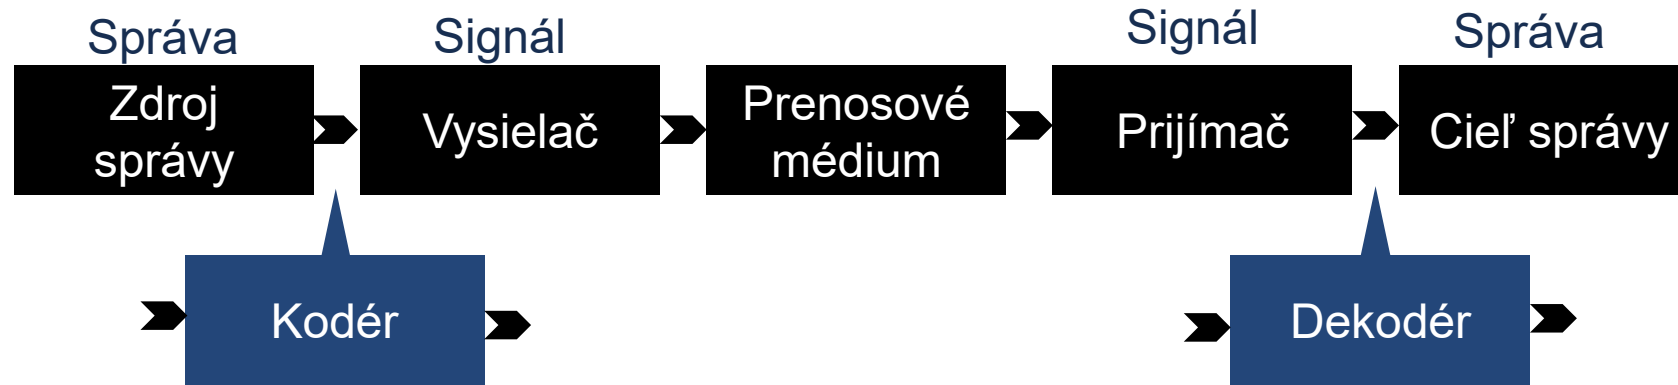 Správa
Signál
Signál
Správa
Zdroj
správy
Vysielač
Prenosové
médium
Prijímač
Cieľ správy
Kodér
Dekodér